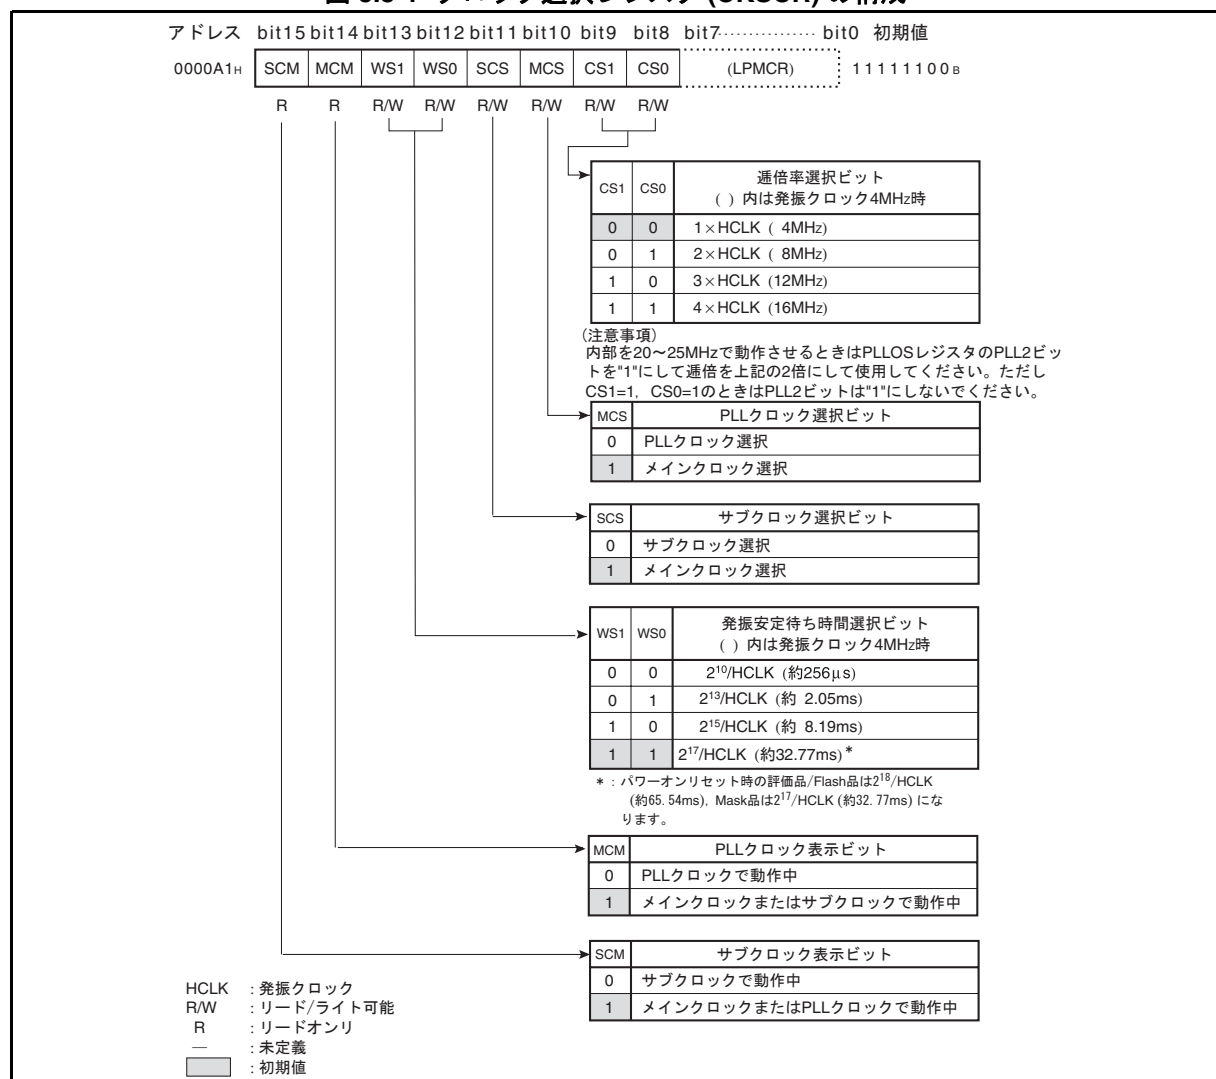 アドレス bit15 bit14 bit13 bit12 bit11 bit10 bit9 bit8 bit7 bit0 初期値
0000A1H SCM MCM WS1 WS0 SCS MCS CS1 CS0 (LPMCR) 11111100B
R R R/W R/W R/W R/W R/W R/W
CS1 CS0 逓倍率選択ビット
( ) 内は発振クロック4MHz時
0 0 1×HCLK ( 4MHz)
0 1 2×HCLK ( 8MHz)
1 0 3×HCLK (12MHz)
1 1 4×HCLK (16MHz)
(注意事項)
内部を20～25MHzで動作させるときはPLLOSレジスタのPLL2ビッ
トを"1"にして逓倍を上記の2倍にして使用してください。ただし
CS1=1, CS0=1のときはPLL2ビットは"1"にしないでください。
MCS PLLクロック選択ビット
0 PLLクロック選択
1 メインクロック選択
SCS サブクロック選択ビット
0 サブクロック選択
1 メインクロック選択
WS1 WS0 発振安定待ち時間選択ビット
( ) 内は発振クロック4MHz時
0 0 2¹⁰/HCLK (約256μs)
0 1 2¹³/HCLK (約 2.05ms)
1 0 2¹⁵/HCLK (約 8.19ms)
1 1 2¹⁷/HCLK (約32.77ms)*
* : パワーオンリセット時の評価品/Flash品は2¹⁸/HCLK
(約65.54ms), Mask品は2¹⁷/HCLK (約32.77ms) にな
ります。
MCM PLLクロック表示ビット
0 PLLクロックで動作中
1 メインクロックまたはサブクロックで動作中
SCM サブクロック表示ビット
0 サブクロックで動作中
1 メインクロックまたはPLLクロックで動作中
HCLK : 発振クロック
R/W : リード/ライト可能
R : リードオンリ
— : 未定義
: 初期値